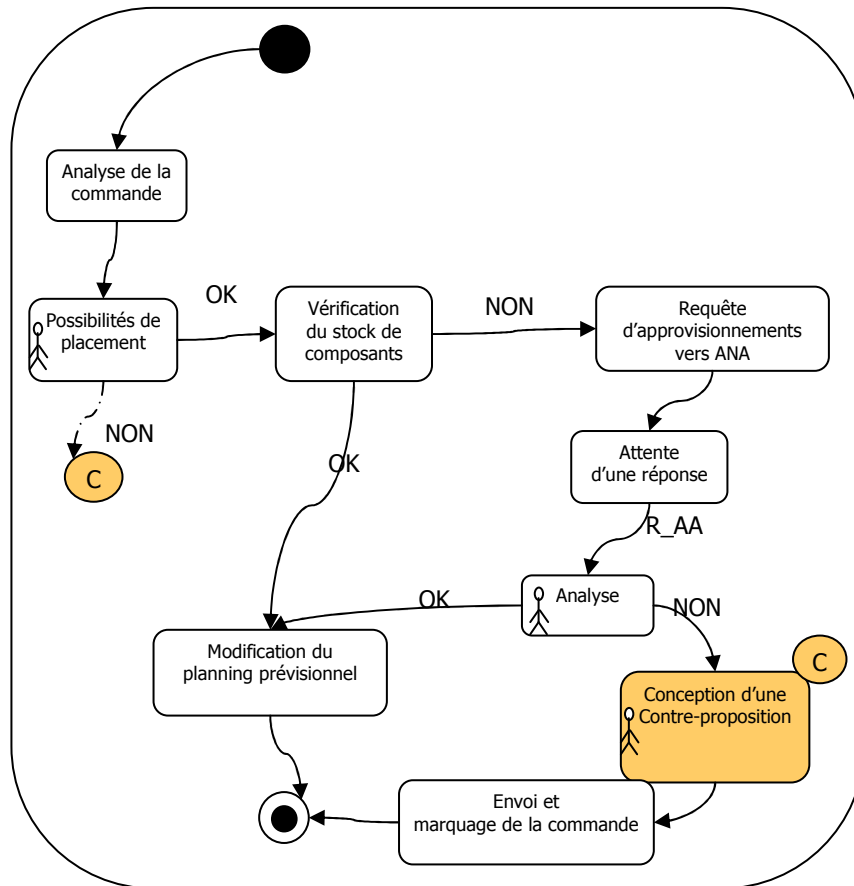 Analyse de la
commande
Possibilités de
placement
OK
Vérification
du stock de
composants
NON
Requête
d’approvisionnements
vers ANA
NON
C
OK
Attente
d’une réponse
R_AA
Analyse
OK
NON
Modification du
planning prévisionnel
C
Conception d’une
Contre-proposition
Envoi et
marquage de la commande